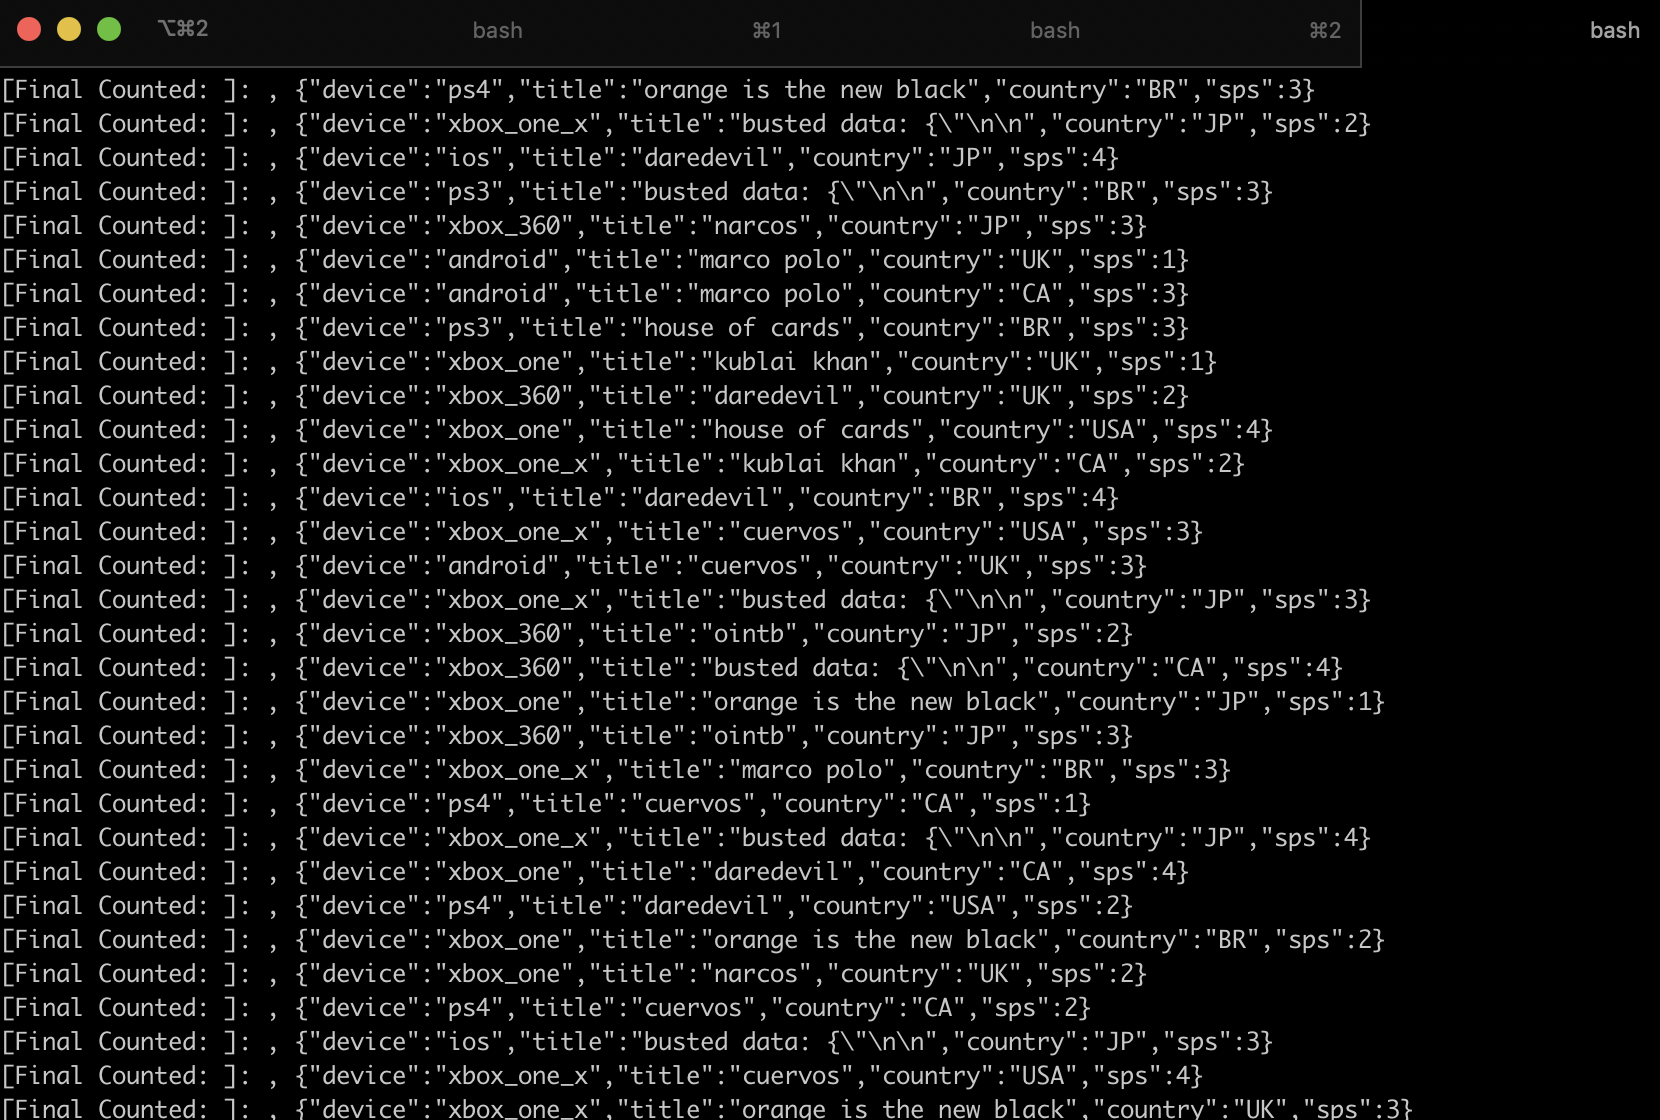 ⌥⌘2 bash ⌘1 bash ⌘2 bash
[Final Counted: ]: , {"device":"ps4","title":"orange is the new black","country":"BR","sps":3}
[Final Counted: ]: , {"device":"xbox_one_x","title":"busted data: {\"\n\n","country":"JP","sps":2}
[Final Counted: ]: , {"device":"ios","title":"daredevil","country":"JP","sps":4}
[Final Counted: ]: , {"device":"ps3","title":"busted data: {\"\n\n","country":"BR","sps":3}
[Final Counted: ]: , {"device":"xbox_360","title":"narcos","country":"JP","sps":3}
[Final Counted: ]: , {"device":"android","title":"marco polo","country":"UK","sps":1}
[Final Counted: ]: , {"device":"android","title":"marco polo","country":"CA","sps":3}
[Final Counted: ]: , {"device":"ps3","title":"house of cards","country":"BR","sps":3}
[Final Counted: ]: , {"device":"xbox_one","title":"kublai khan","country":"UK","sps":1}
[Final Counted: ]: , {"device":"xbox_360","title":"daredevil","country":"UK","sps":2}
[Final Counted: ]: , {"device":"xbox_one","title":"house of cards","country":"USA","sps":4}
[Final Counted: ]: , {"device":"xbox_one_x","title":"kublai khan","country":"CA","sps":2}
[Final Counted: ]: , {"device":"ios","title":"daredevil","country":"BR","sps":4}
[Final Counted: ]: , {"device":"xbox_one_x","title":"cuervos","country":"USA","sps":3}
[Final Counted: ]: , {"device":"android","title":"cuervos","country":"UK","sps":3}
[Final Counted: ]: , {"device":"xbox_one_x","title":"busted data: {\"\n\n","country":"JP","sps":3}
[Final Counted: ]: , {"device":"xbox_360","title":"ointb","country":"JP","sps":2}
[Final Counted: ]: , {"device":"xbox_360","title":"busted data: {\"\n\n","country":"CA","sps":4}
[Final Counted: ]: , {"device":"xbox_one","title":"orange is the new black","country":"JP","sps":1}
[Final Counted: ]: , {"device":"xbox_360","title":"ointb","country":"JP","sps":3}
[Final Counted: ]: , {"device":"xbox_one_x","title":"marco polo","country":"BR","sps":3}
[Final Counted: ]: , {"device":"ps4","title":"cuervos","country":"CA","sps":1}
[Final Counted: ]: , {"device":"xbox_one_x","title":"busted data: {\"\n\n","country":"JP","sps":4}
[Final Counted: ]: , {"device":"xbox_one","title":"daredevil","country":"CA","sps":4}
[Final Counted: ]: , {"device":"ps4","title":"daredevil","country":"USA","sps":2}
[Final Counted: ]: , {"device":"xbox_one","title":"orange is the new black","country":"BR","sps":2}
[Final Counted: ]: , {"device":"xbox_one","title":"narcos","country":"UK","sps":2}
[Final Counted: ]: , {"device":"ps4","title":"cuervos","country":"CA","sps":2}
[Final Counted: ]: , {"device":"ios","title":"busted data: {\"\n\n","country":"JP","sps":3}
[Final Counted: ]: , {"device":"xbox_one_x","title":"cuervos","country":"USA","sps":4}
[Final Counted: ]: , {"device":"xbox_one_x","title":"orange is the new black","country":"UK","sps":3}